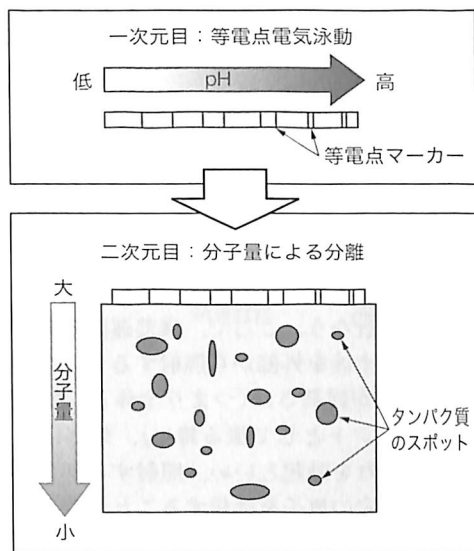 一次元目：等電点電気泳動
低
pH
高
等電点マーカー
二次元目：分子量による分離
大
分子量
小
タンパク質
のスポット